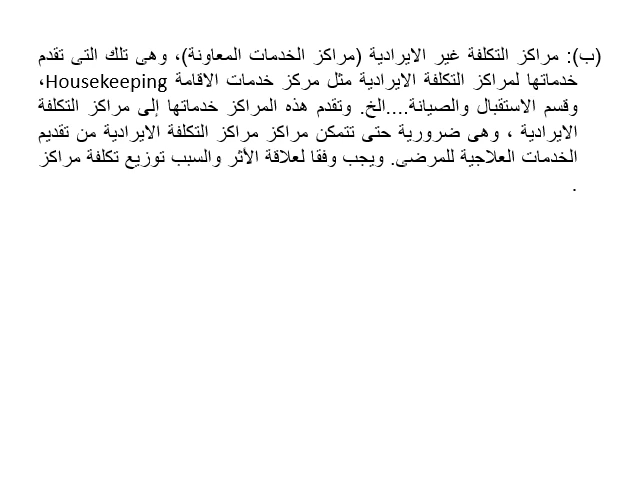 (ب): مراكز التكلفة غير الايرادية (مراكز الخدمات المعاونة)، وهى تلك التى تقدم
خدماتها لمراكز التكلفة الايرادية مثل مركز خدمات الاقامة Housekeeping،
وقسم الاستقبال والصيانة....الخ. وتقدم هذه المراكز خدماتها إلى مراكز التكلفة
الايرادية ، وهى ضرورية حتى تتمكن مراكز مراكز التكلفة الايرادية من تقديم
الخدمات العلاجية للمرضى. ويجب وفقا لعلاقة الأثر والسبب توزيع تكلفة مراكز
.